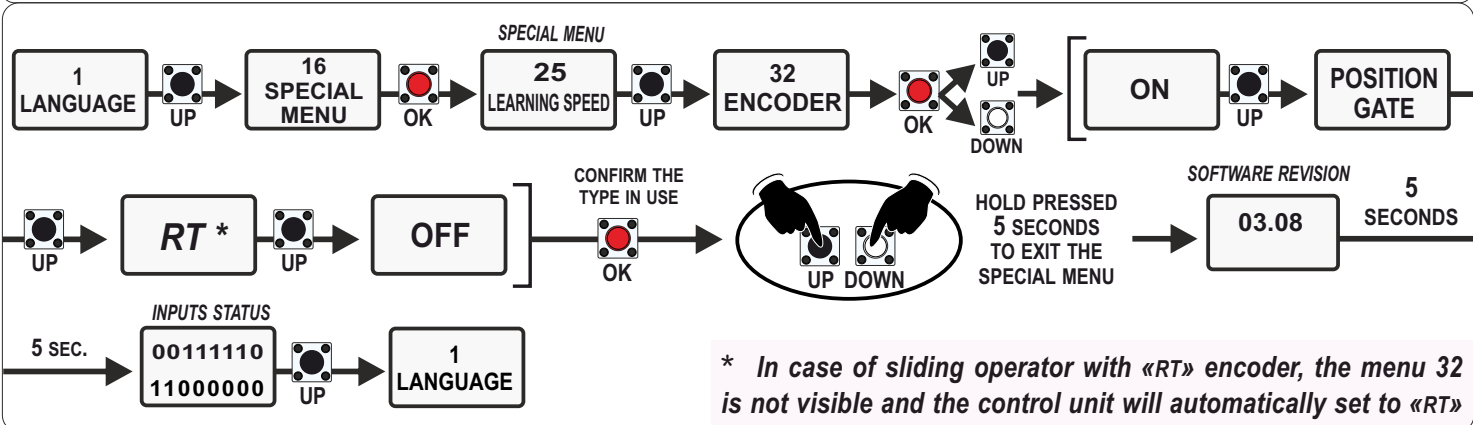 SPECIAL MENU
1
LANGUAGE
UP
16
SPECIAL
MENU
OK
25
LEARNING SPEED
UP
32
ENCODER
OK
UP
DOWN
ON
UP
POSITION
GATE
UP
RT *
UP
OFF
CONFIRM THE
TYPE IN USE
OK
UP DOWN
HOLD PRESSED
5 SECONDS
TO EXIT THE
SPECIAL MENU
SOFTWARE REVISION
03.08
5
SECONDS
5 SEC.
INPUTS STATUS
00111110
11000000
UP
1
LANGUAGE
* In case of sliding operator with «RT» encoder, the menu 32
is not visible and the control unit will automatically set to «RT»